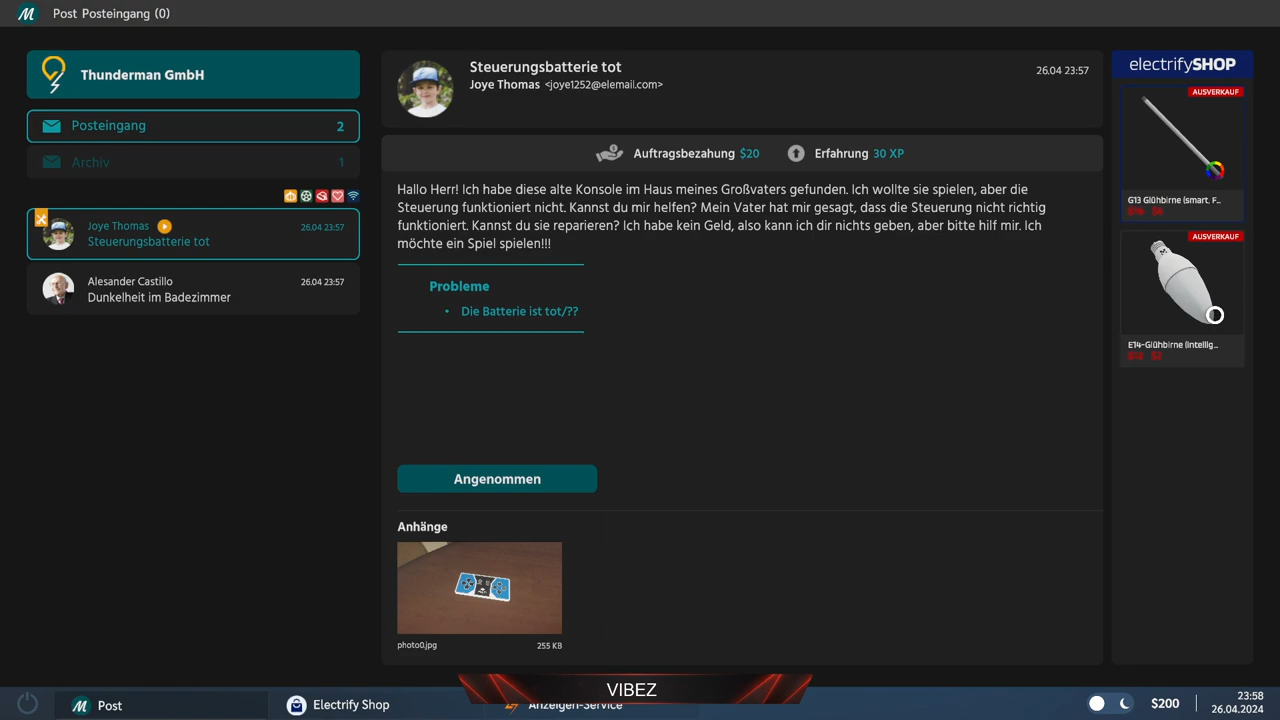 Post Posteingang (0)
Thunderman GmbH
Posteingang 2
Archiv 1
Joye Thomas 26.04 23:57
Steuerungsbatterie tot
Alesander Castillo 26.04 23:57
Dunkelheit im Badezimmer
Steuerungsbatterie tot
Joye Thomas <joye1252@elemail.com>
26.04 23:57
Auftragsbezahung $20 Erfahrung 30 XP
Hallo Herr! Ich habe diese alte Konsole im Haus meines Großvaters gefunden. Ich wollte sie spielen, aber die
Steuerung funktioniert nicht. Kannst du mir helfen? Mein Vater hat mir gesagt, dass die Steuerung nicht richtig
funktioniert. Kannst du sie reparieren? Ich habe kein Geld, also kann ich dir nichts geben, aber bitte hilf mir. Ich
möchte ein Spiel spielen!!!
Probleme
• Die Batterie ist tot/??
Angenommen
Anhänge
photo0.jpg 255 KB
electrifySHOP
AUSVERKAUF
G13 Glühbirne (smart, F...
AUSVERKAUF
E14-Glühbirne (intellig...
Post
Electrify Shop
Anzeigen-Service
VIBEZ
$200
23:58
26.04.2024